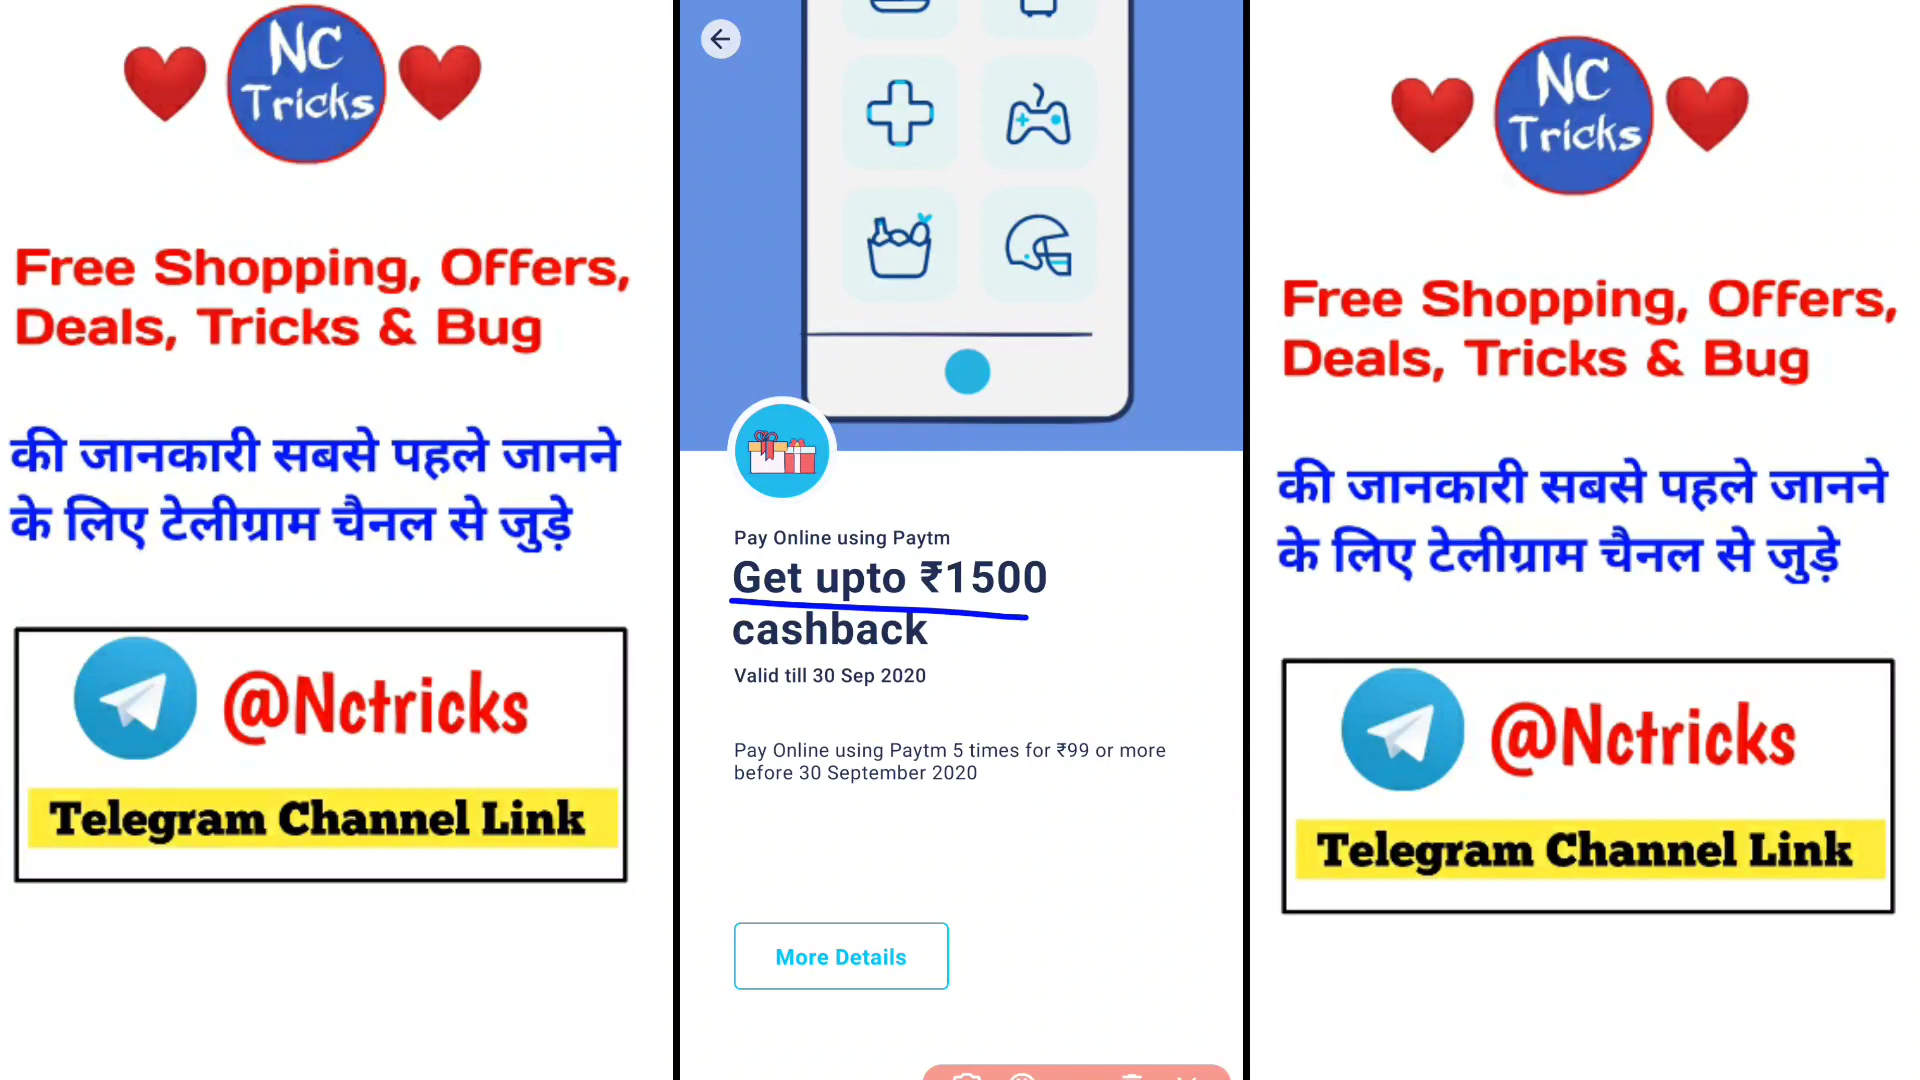 NC
Tricks
Free Shopping, Offers,
Deals, Tricks & Bug
की जानकारी सबसे पहले जानने
के लिए टेलीग्राम चैनल से जुड़े
@Nctricks
Telegram Channel Link
Pay Online using Paytm
Get upto ₹1500
cashback
Valid till 30 Sep 2020
Pay Online using Paytm 5 times for ₹99 or more
before 30 September 2020
More Details
NC
Tricks
Free Shopping, Offers,
Deals, Tricks & Bug
की जानकारी सबसे पहले जानने
के लिए टेलीग्राम चैनल से जुड़े
@Nctricks
Telegram Channel Link